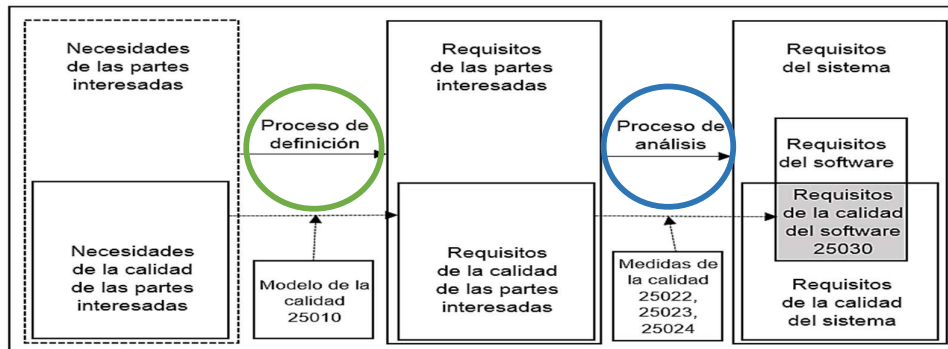 Necesidades
de las partes
interesadas
Proceso de
definición
Requisitos
de las partes
interesadas
Proceso de
análisis
Requisitos
del sistema
Requisitos
del software
Necesidades
de la calidad
de las partes
interesadas
Modelo de la
calidad
25010
Requisitos
de la calidad
de las partes
interesadas
Medidas de
la calidad
25022,
25023,
25024
Requisitos
de la calidad
del software
25030
Requisitos
de la calidad
del sistema